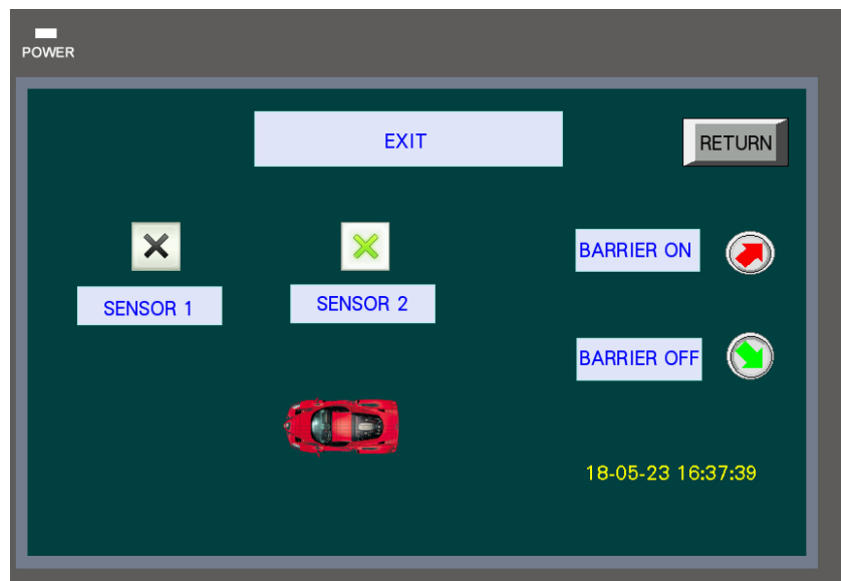 POWER
EXIT
RETURN
BARRIER ON
SENSOR 1
SENSOR 2
BARRIER OFF
18-05-23 16:37:39